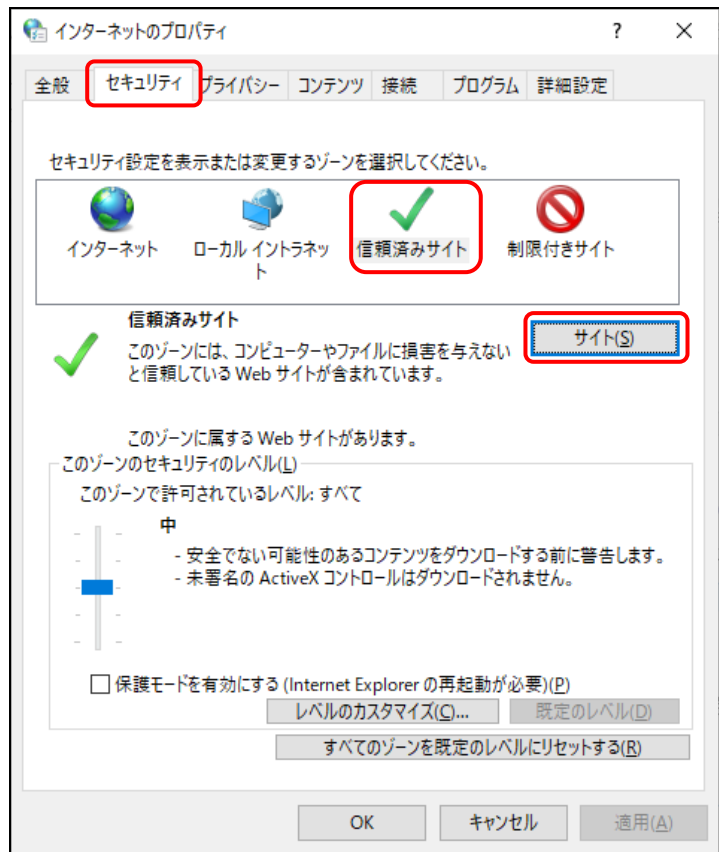 インターネットのプロパティ ? ×
全般 セキュリティ プライバシー コンテンツ 接続 プログラム 詳細設定
セキュリティ設定を表示または変更するゾーンを選択してください。
インターネット
ローカル イントラネッ
ト
信頼済みサイト
制限付きサイト
信頼済みサイト
サイト(S)
このゾーンには、コンピューターやファイルに損害を与えない
と信頼している Web サイトが含まれています。
このゾーンに属する Web サイトがあります。
このゾーンのセキュリティのレベル(L)
このゾーンで許可されているレベル: すべて
中
- 安全でない可能性のあるコンテンツをダウンロードする前に警告します。
- 未署名の ActiveX コントロールはダウンロードされません。
保護モードを有効にする (Internet Explorer の再起動が必要)(P)
レベルのカスタマイズ(C)... 既定のレベル(D)
すべてのゾーンを既定のレベルにリセットする(R)
OK キャンセル 適用(A)